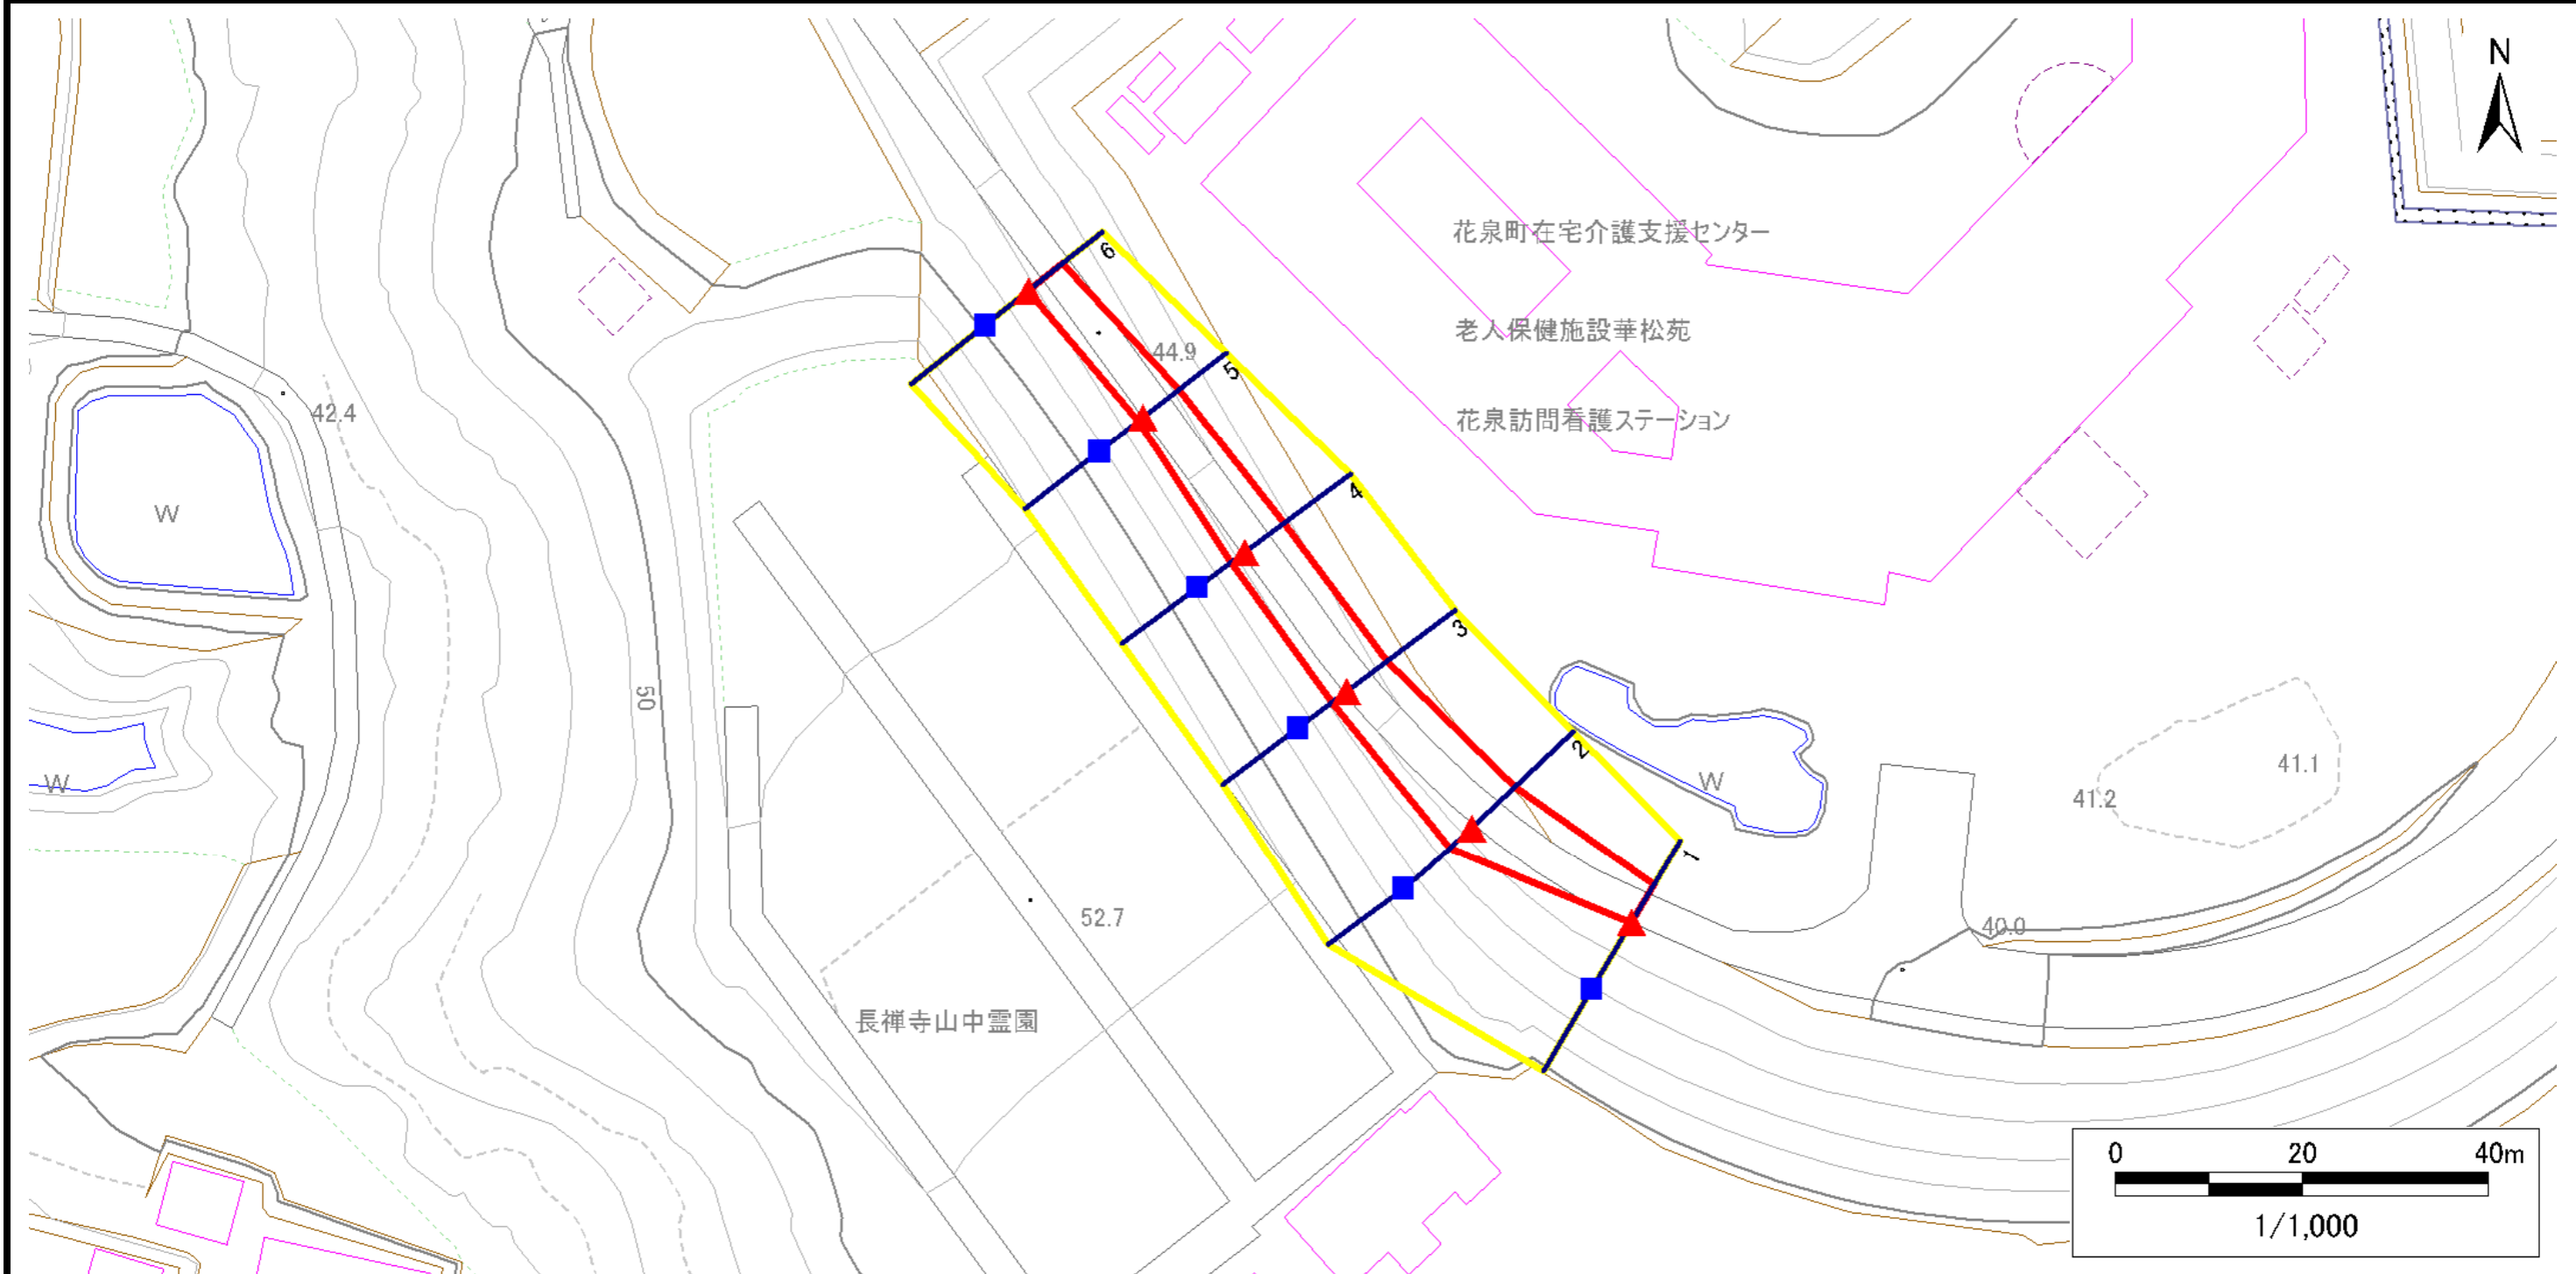 N
6
花泉町在宅介護支援センター
老人保健施設華松苑
44.9
5
42.4
花泉訪問看護ステーション
4
W
3
50
2
W
41.1
W
41.2
1
52.7
40.0
長禅寺山中霊園
0 20 40m
1/1,000